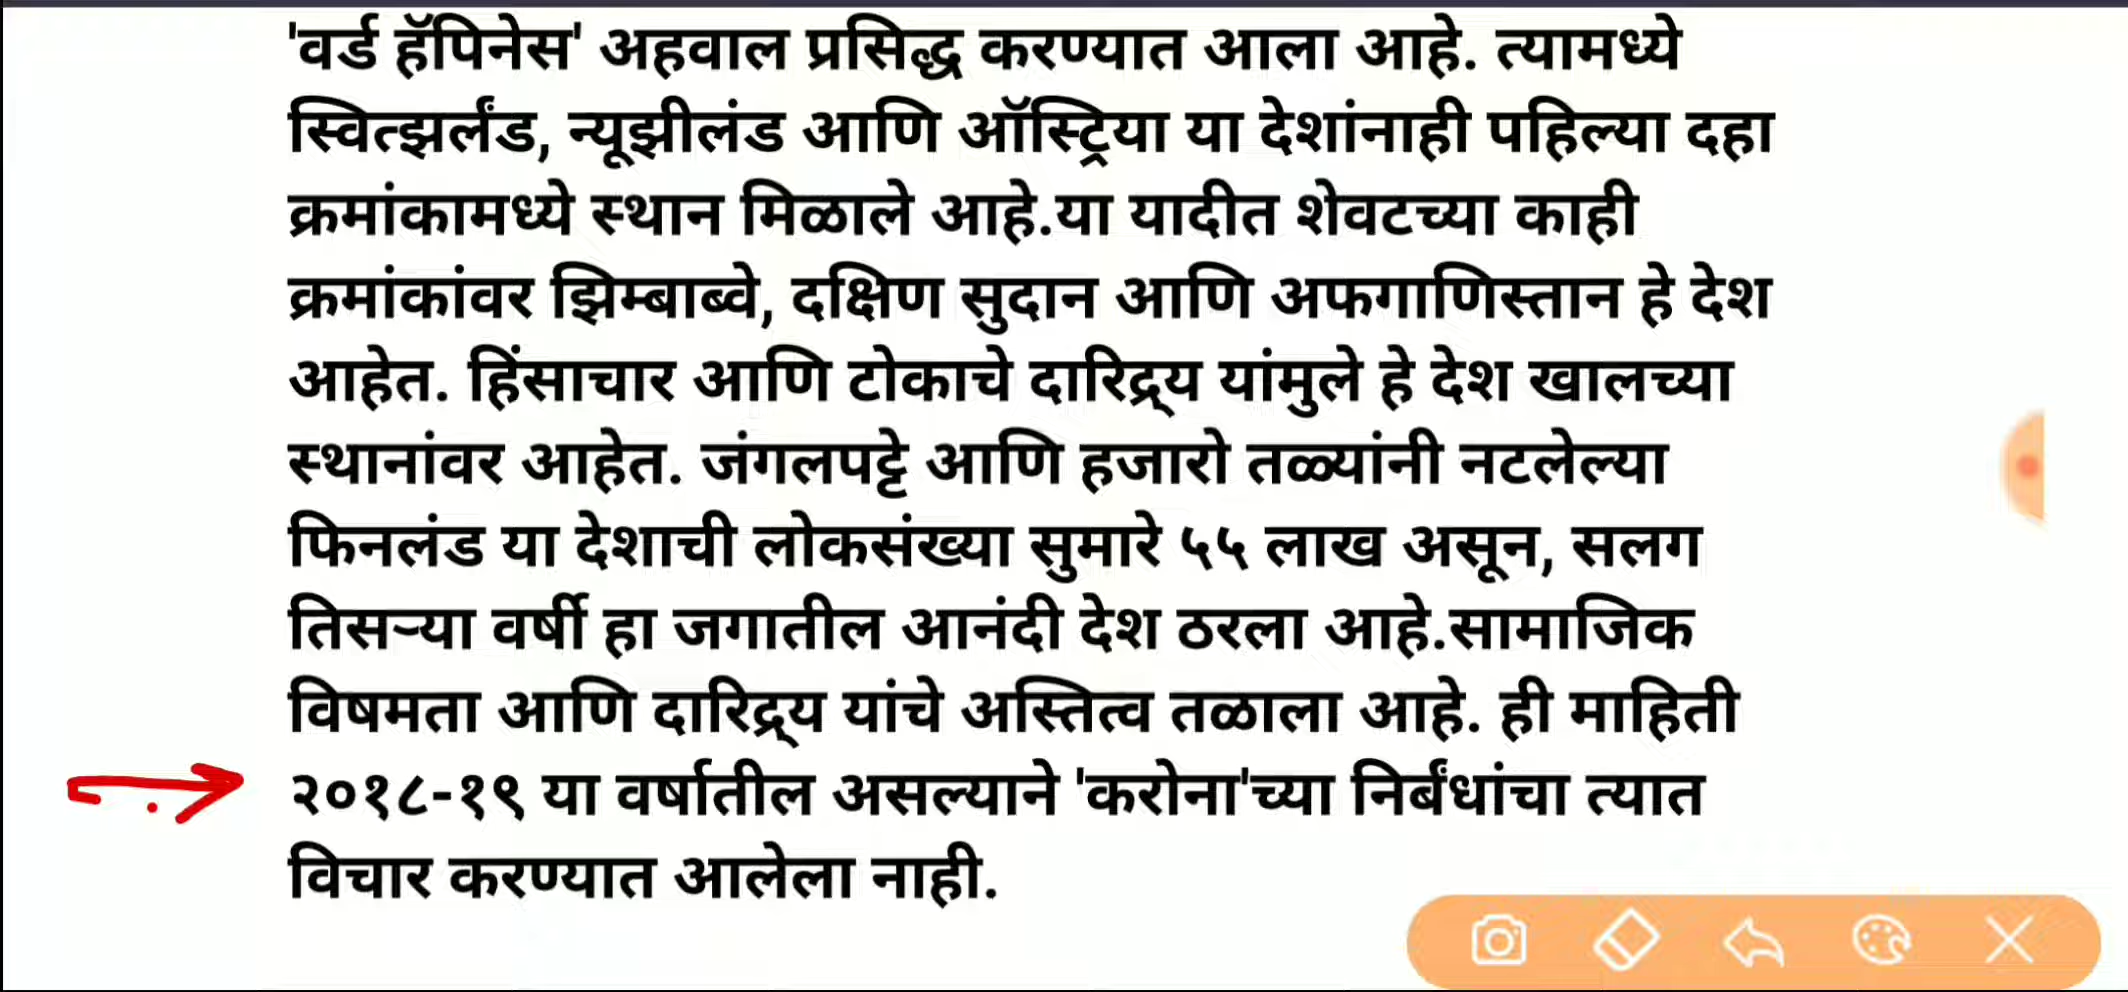 'वर्ड हॅपिनेस' अहवाल प्रसिद्ध करण्यात आला आहे. त्यामध्ये
स्वित्झर्लंड, न्यूझीलंड आणि ऑस्ट्रिया या देशांनाही पहिल्या दहा
क्रमांकामध्ये स्थान मिळाले आहे.या यादीत शेवटच्या काही
क्रमांकांवर झिम्बाब्वे, दक्षिण सुदान आणि अफगाणिस्तान हे देश
आहेत. हिंसाचार आणि टोकाचे दारिद्र्य यांमुले हे देश खालच्या
स्थानांवर आहेत. जंगलपट्टे आणि हजारो तळ्यांनी नटलेल्या
फिनलंड या देशाची लोकसंख्या सुमारे ५५ लाख असून, सलग
तिसऱ्या वर्षी हा जगातील आनंदी देश ठरला आहे.सामाजिक
विषमता आणि दारिद्र्य यांचे अस्तित्व तळाला आहे. ही माहिती
२०१८-१९ या वर्षातील असल्याने 'करोना'च्या निर्बंधांचा त्यात
विचार करण्यात आलेला नाही.